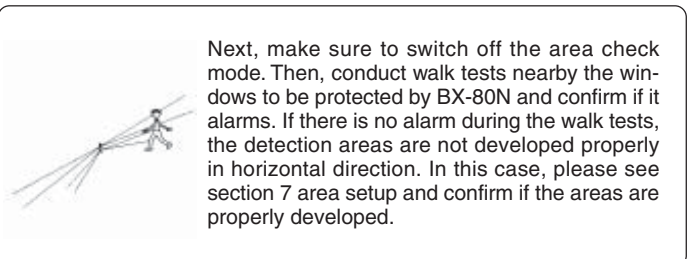 Next, make sure to switch off the area check
mode. Then, conduct walk tests nearby the win-
dows to be protected by BX-80N and confirm if it
alarms. If there is no alarm during the walk tests,
the detection areas are not developed properly
in horizontal direction. In this case, please see
section 7 area setup and confirm if the areas are
properly developed.